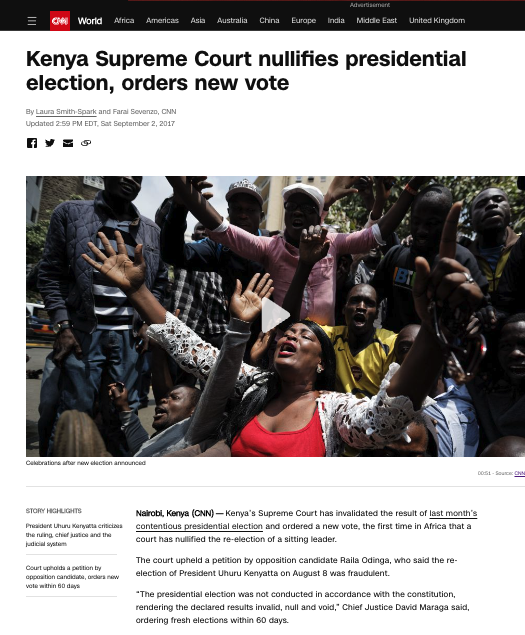 Advertisement
CNN World Africa Americas Asia Australia China Europe India Middle East United Kingdom
Kenya Supreme Court nullifies presidential
election, orders new vote
By Laura Smith-Spark and Farai Sevenzo, CNN
Updated 2:59 PM EDT, Sat September 2, 2017
Celebrations after new election announced
00:51 - Source: CNN
STORY HIGHLIGHTS
President Uhuru Kenyatta criticizes
the ruling, chief justice and the
judicial system
Court upholds a petition by
opposition candidate, orders new
vote within 60 days
Nairobi, Kenya (CNN) — Kenya's Supreme Court has invalidated the result of last month's
contentious presidential election and ordered a new vote, the first time in Africa that a
court has nullified the re-election of a sitting leader.
The court upheld a petition by opposition candidate Raila Odinga, who said the re-
election of President Uhuru Kenyatta on August 8 was fraudulent.
"The presidential election was not conducted in accordance with the constitution,
rendering the declared results invalid, null and void," Chief Justice David Maraga said,
ordering fresh elections within 60 days.